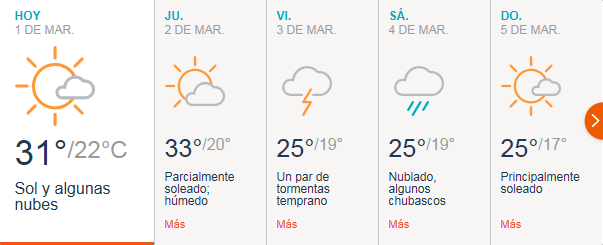 HOY
1 DE MAR.
31°/22°C
Sol y algunas
nubes
JU.
2 DE MAR.
33°/20°
Parcialmente
soleado;
húmedo
Más
VI.
3 DE MAR.
25°/19°
Un par de
tormentas
temprano
Más
SÁ.
4 DE MAR.
25°/19°
Nublado,
algunos
chubascos
Más
DO.
5 DE MAR.
25°/17°
Principalmente
soleado
Más